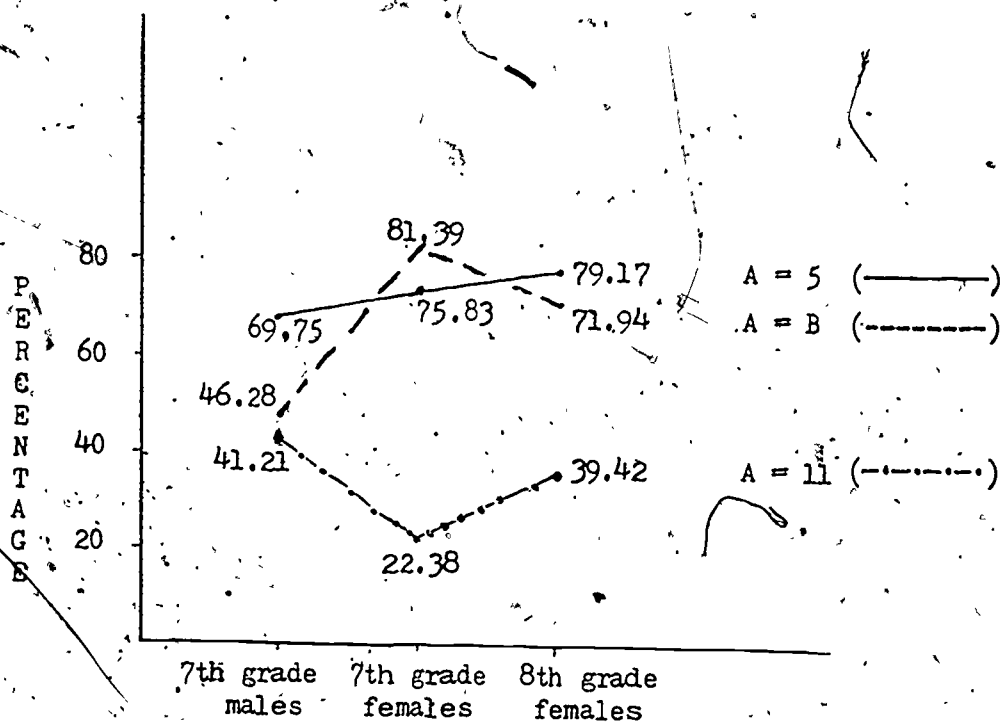 81.39
80
79.17
A = 5 (———)
75.83
69.75
71.94
A = B (-----)
60
46.28
40
41.21
39.42
A = 11 (—·—·—·)
20
22.38
PERCENTAGE
7th grade males
7th grade females
8th grade females